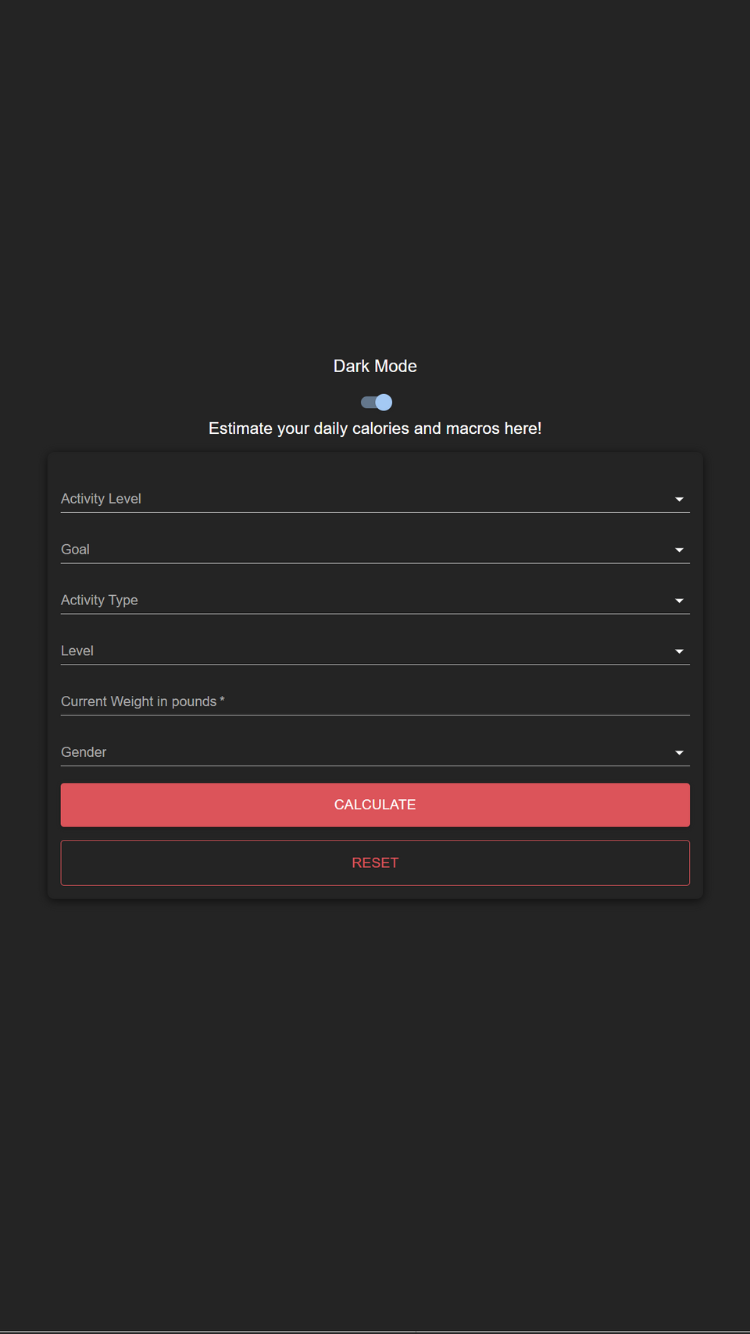 Dark Mode
Estimate your daily calories and macros here!
Activity Level
Goal
Activity Type
Level
Current Weight in pounds *
Gender
CALCULATE
RESET